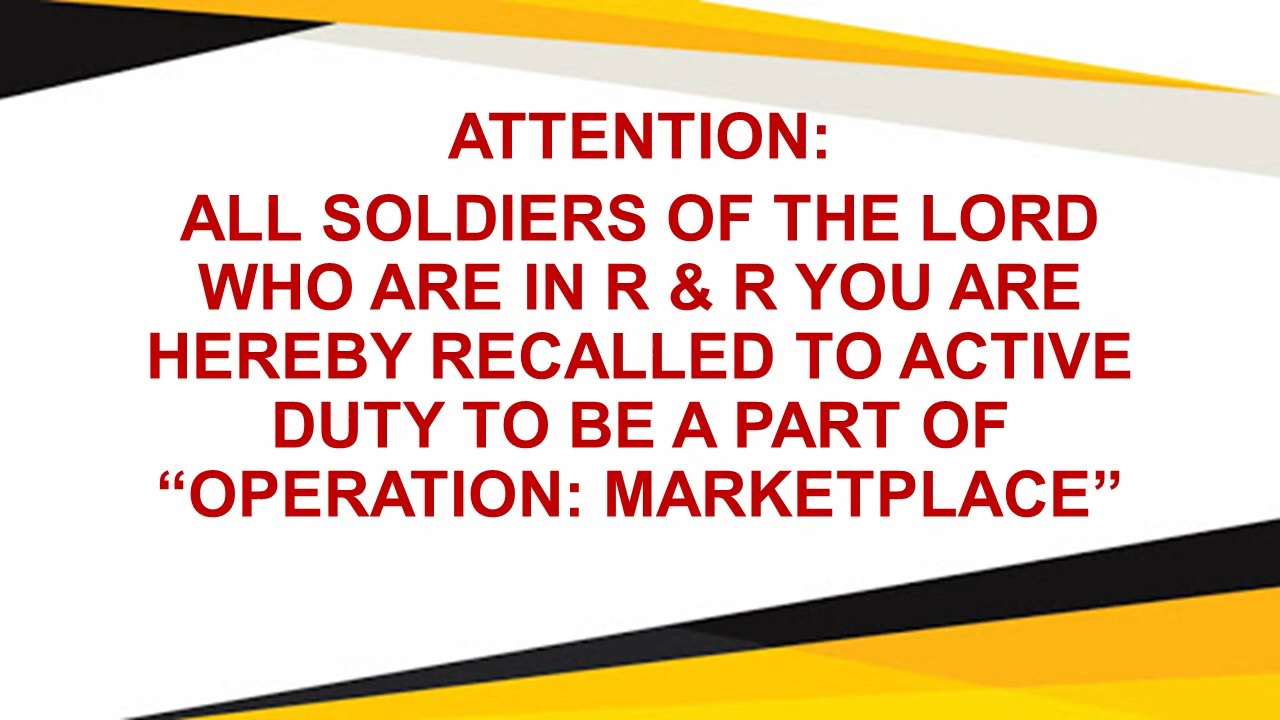 ATTENTION:
ALL SOLDIERS OF THE LORD
WHO ARE IN R & R YOU ARE
HEREBY RECALLED TO ACTIVE
DUTY TO BE A PART OF
“OPERATION: MARKETPLACE”